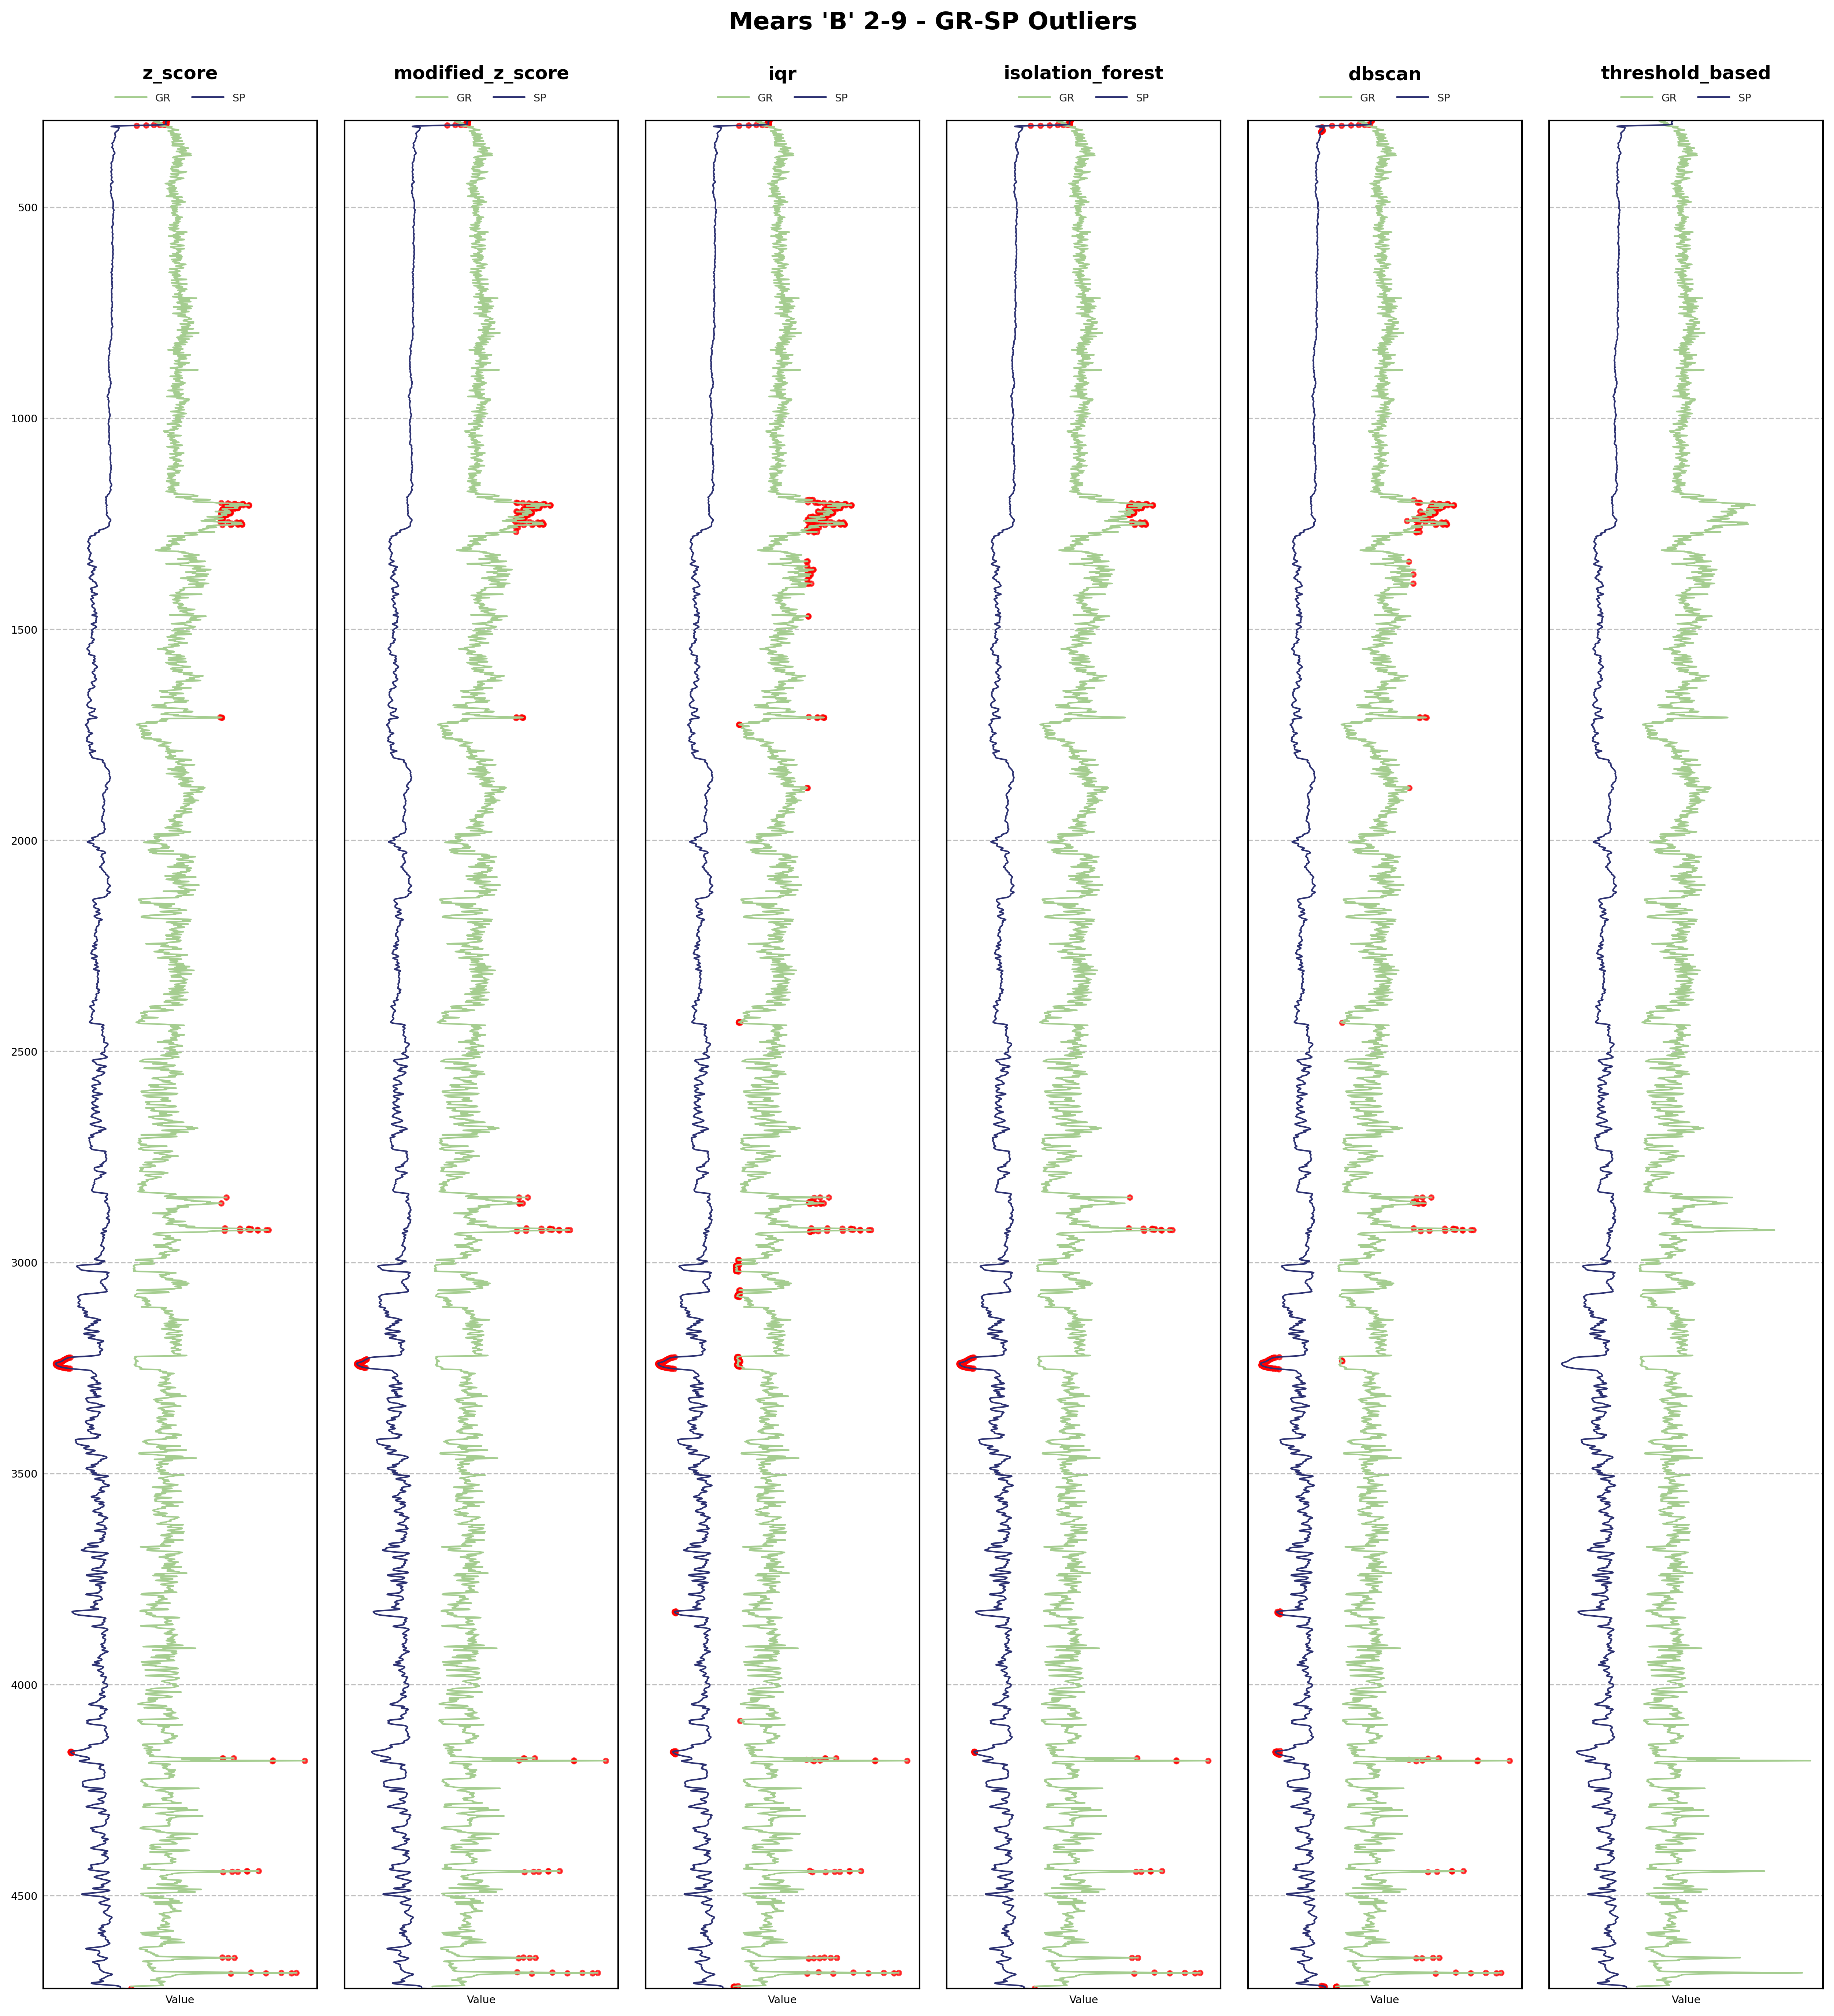 Mears 'B' 2-9 - GR-SP Outliers
z_score modified_z_score iqr isolation_forest dbscan threshold_based
GR SP GR SP GR SP GR SP GR SP GR SP
500
1000
1500
2000
2500
3000
3500
4000
4500
Value Value Value Value Value Value